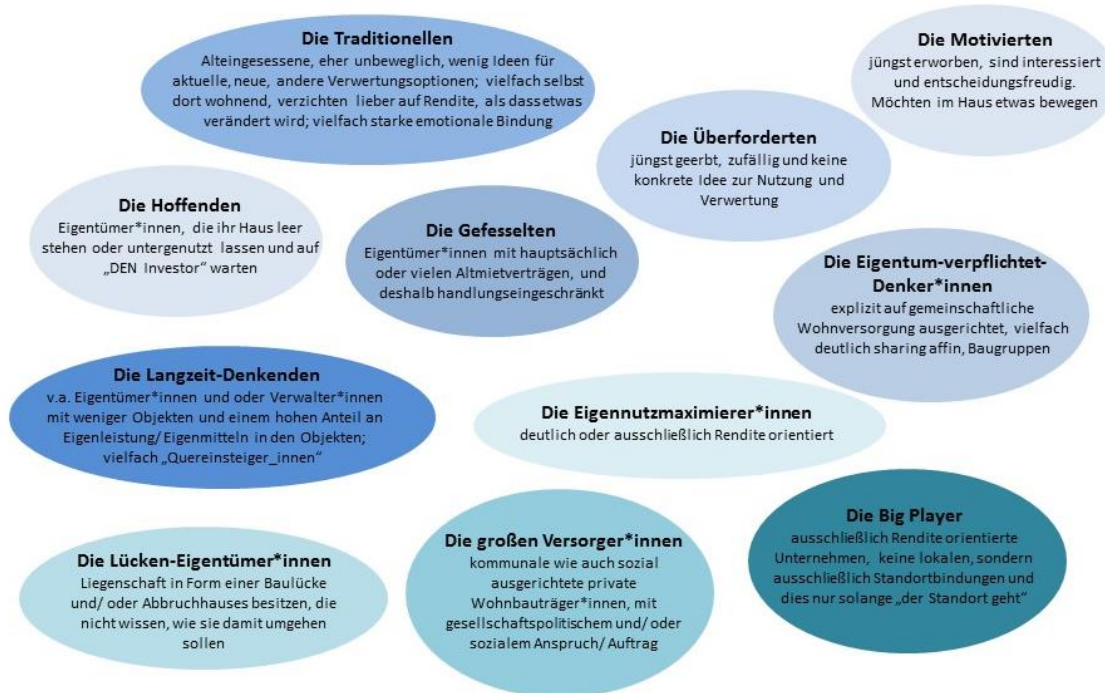 Die Traditionellen
Alteingesessene, eher unbeweglich, wenig Ideen für
aktuelle, neue, andere Verwertungsoptionen; vielfach selbst
dort wohnend, verzichten lieber auf Rendite, als dass etwas
verändert wird; vielfach starke emotionale Bindung
Die Motivierten
jüngst erworben, sind interessiert
und entscheidungsfreudig.
Möchten im Haus etwas bewegen
Die Überforderten
jüngst geerbt, zufällig und keine
konkrete Idee zur Nutzung und
Verwertung
Die Hoffenden
Eigentümer*innen, die ihr Haus leer
stehen oder untergenutzt lassen und auf
„DEN Investor“ warten
Die Gefesselten
Eigentümer*innen mit hauptsächlich
oder vielen Altmietverträgen, und
deshalb handlungseingeschränkt
Die Eigentum-verpflichtet-
Denker*innen
explizit auf gemeinschaftliche
Wohnversorgung ausgerichtet, vielfach
deutlich sharing affin, Baugruppen
Die Langzeit-Denkenden
v.a. Eigentümer*innen und oder Verwalter*innen
mit weniger Objekten und einem hohen Anteil an
Eigenleistung/ Eigenmitteln in den Objekten;
vielfach „Quereinsteiger_innen“
Die Eigennutzmaximierer*innen
deutlich oder ausschließlich Rendite orientiert
Die Lücken-Eigentümer*innen
Liegenschaft in Form einer Baulücke
und/ oder Abbruchhauses besitzen, die
nicht wissen, wie sie damit umgehen
sollen
Die großen Versorger*innen
kommunale wie auch sozial
ausgerichtete private
Wohnbauträger*innen, mit
gesellschaftspolitischem und/ oder
sozialem Anspruch/ Auftrag
Die Big Player
ausschließlich Rendite orientierte
Unternehmen, keine lokalen, sondern
ausschließlich Standortbindungen und
dies nur solange „der Standort geht“